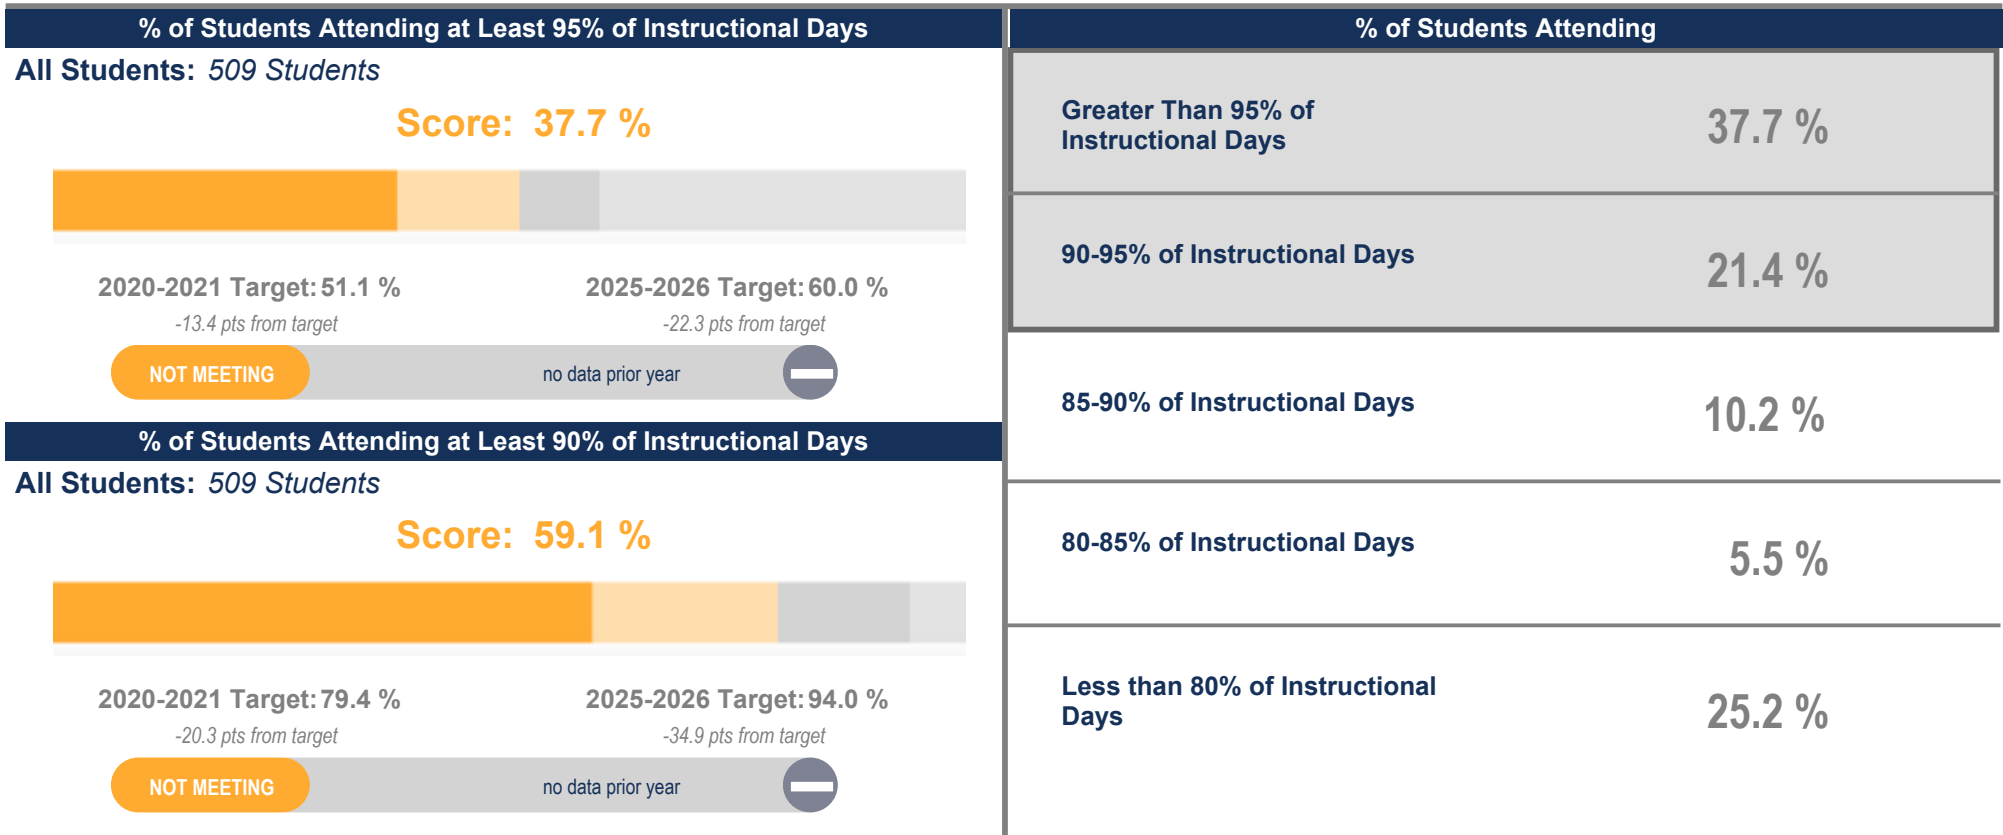 % of Students Attending at Least 95% of Instructional Days
All Students: 509 Students
Score: 37.7 %
2020-2021 Target: 51.1 %
-13.4 pts from target
2025-2026 Target: 60.0 %
-22.3 pts from target
NOT MEETING
no data prior year
% of Students Attending at Least 90% of Instructional Days
All Students: 509 Students
Score: 59.1 %
2020-2021 Target: 79.4 %
-20.3 pts from target
2025-2026 Target: 94.0 %
-34.9 pts from target
NOT MEETING
no data prior year
% of Students Attending
Greater Than 95% of
Instructional Days
37.7 %
90-95% of Instructional Days
21.4 %
85-90% of Instructional Days
10.2 %
80-85% of Instructional Days
5.5 %
Less than 80% of Instructional
Days
25.2 %